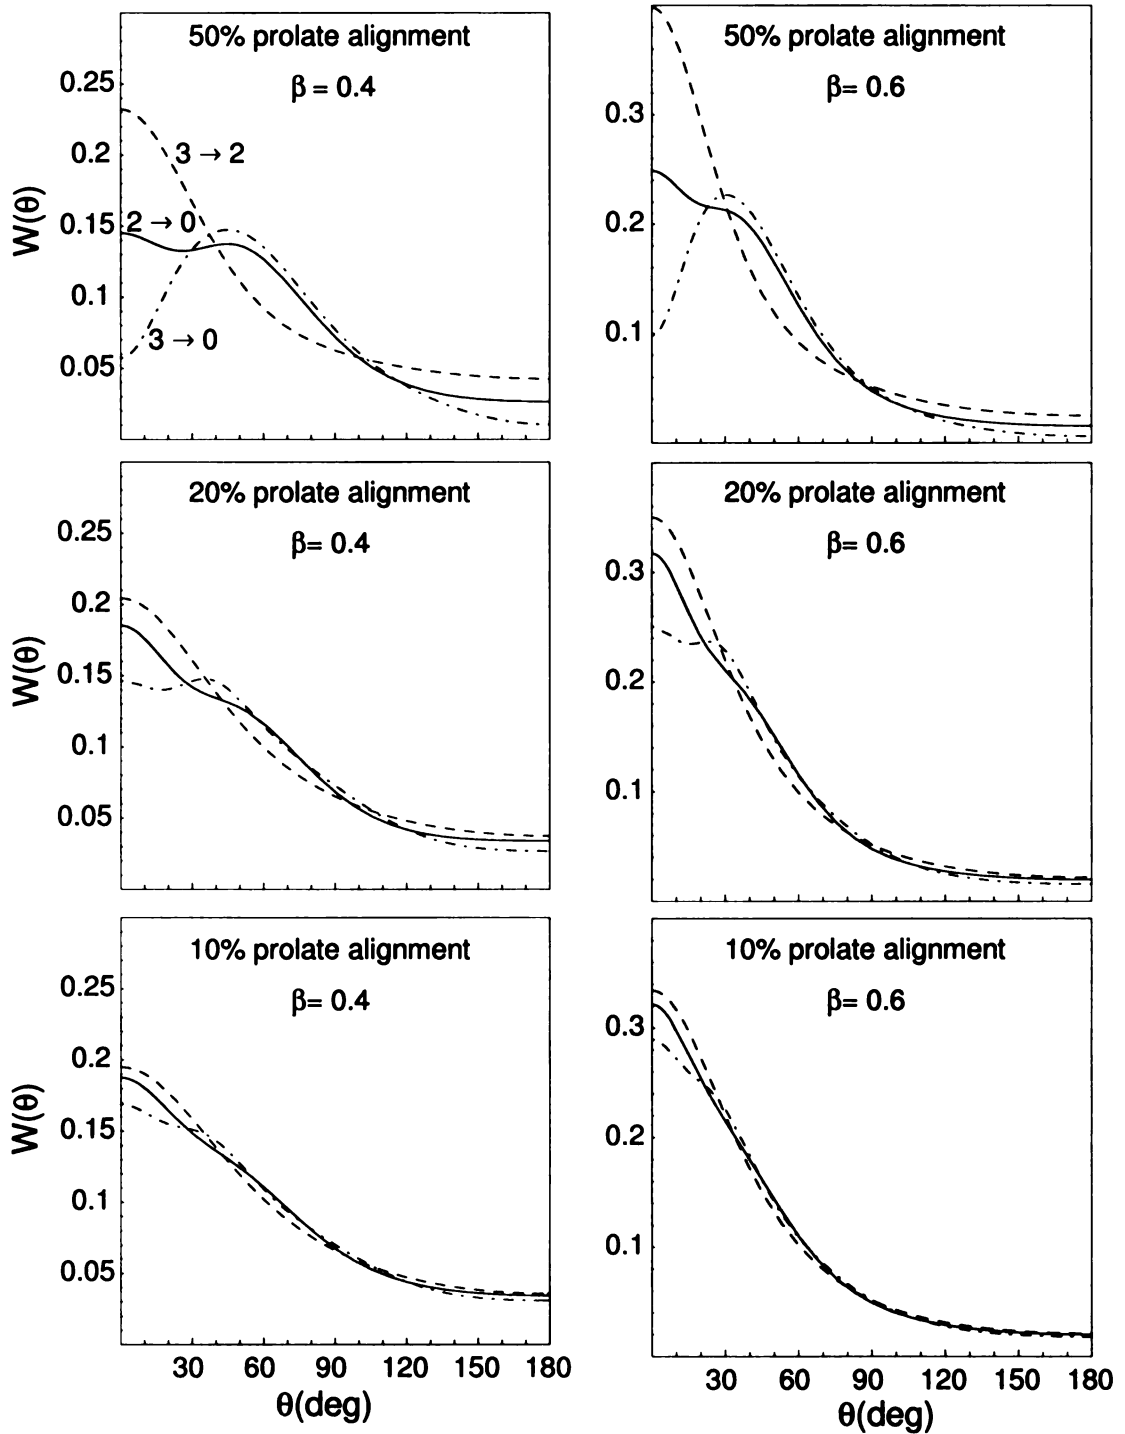 50% prolate alignment
β = 0.4
0.25
0.2
0.15
0.1
0.05
W(θ)
3 → 2
2 → 0
3 → 0
50% prolate alignment
β= 0.6
0.3
0.2
0.1
20% prolate alignment
β= 0.4
0.25
0.2
0.15
0.1
0.05
W(θ)
20% prolate alignment
β= 0.6
0.3
0.2
0.1
10% prolate alignment
β= 0.4
0.25
0.2
0.15
0.1
0.05
W(θ)
30 60 90 120 150 180
θ(deg)
10% prolate alignment
β= 0.6
0.3
0.2
0.1
30 60 90 120 150 180
θ(deg)